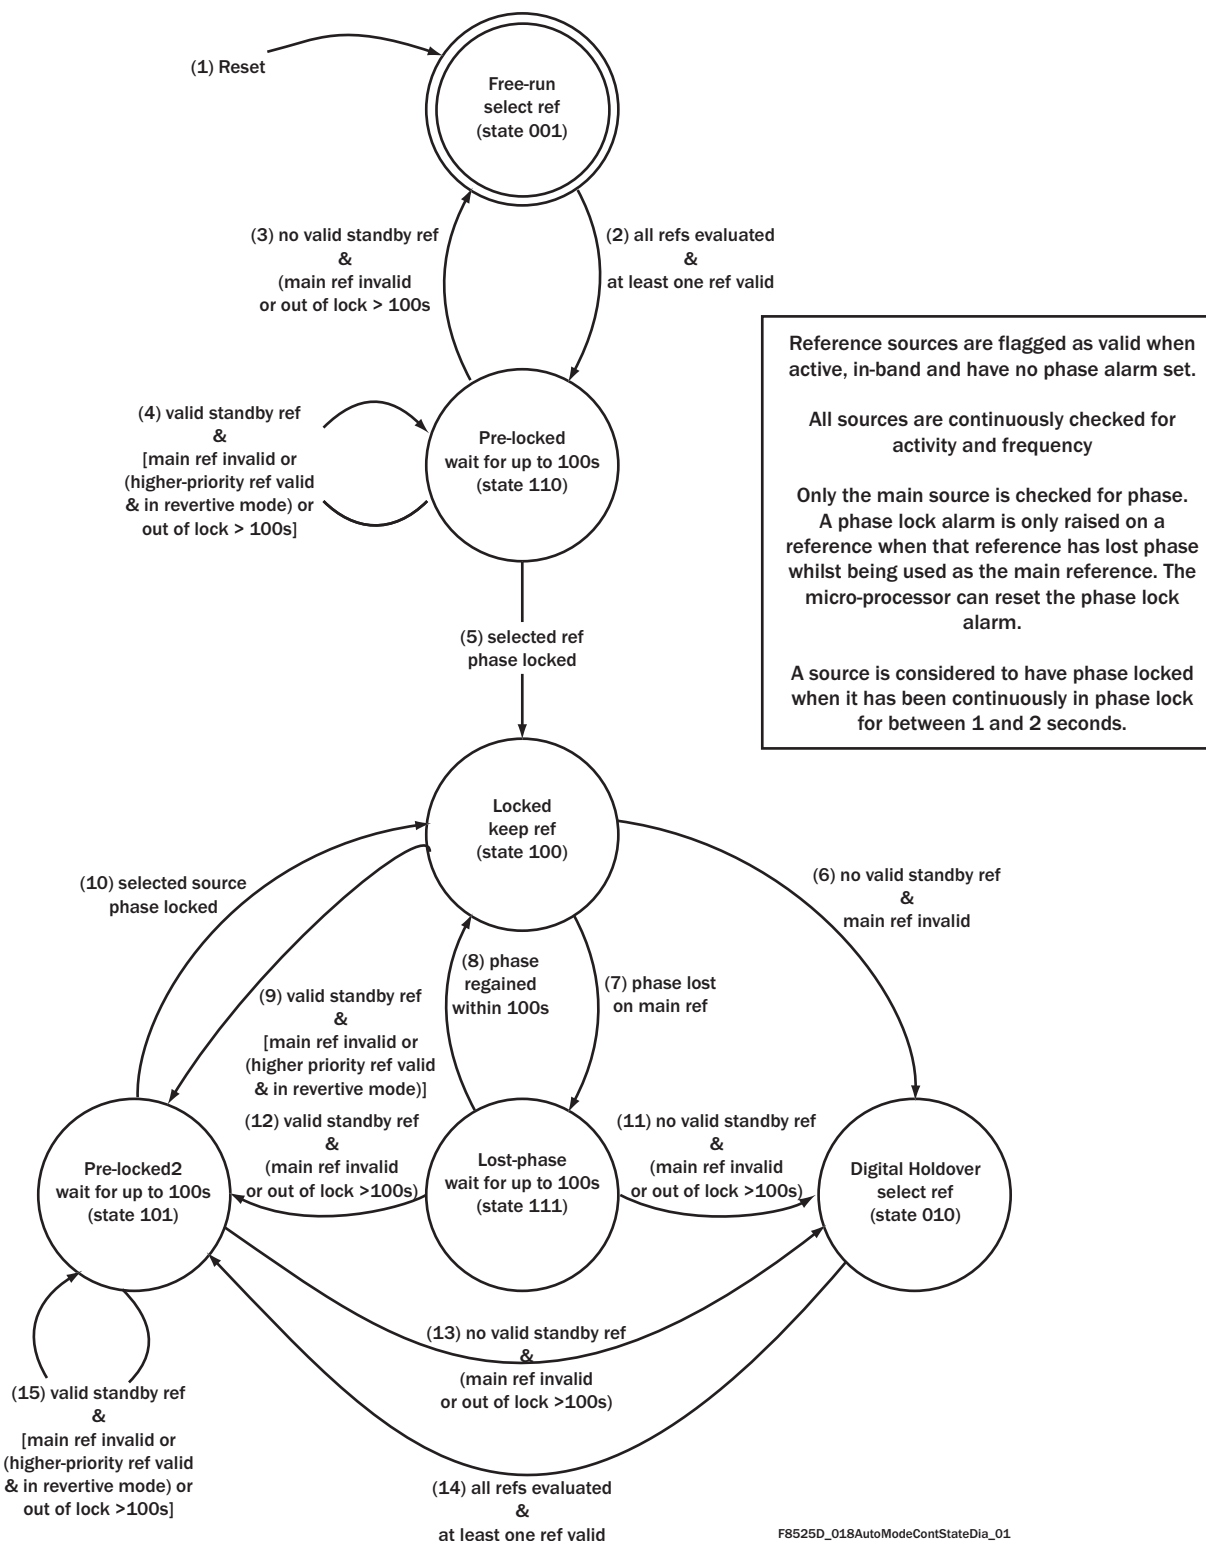 (1) Reset
Free-run
select ref
(state 001)
(3) no valid standby ref
&
(main ref invalid
or out of lock > 100s
(2) all refs evaluated
&
at least one ref valid
Reference sources are flagged as valid when
active, in-band and have no phase alarm set.
All sources are continuously checked for
activity and frequency
Only the main source is checked for phase.
A phase lock alarm is only raised on a
reference when that reference has lost phase
whilst being used as the main reference. The
micro-processor can reset the phase lock
alarm.
A source is considered to have phase locked
when it has been continuously in phase lock
for between 1 and 2 seconds.
(4) valid standby ref
&
[main ref invalid or
(higher-priority ref valid
& in revertive mode) or
out of lock > 100s]
Pre-locked
wait for up to 100s
(state 110)
(5) selected ref
phase locked
Locked
keep ref
(state 100)
(10) selected source
phase locked
(6) no valid standby ref
&
main ref invalid
(9) valid standby ref
&
[main ref invalid or
(higher priority ref valid
& in revertive mode)]
(8) phase
regained
within 100s
(7) phase lost
on main ref
(12) valid standby ref
&
(main ref invalid
or out of lock >100s)
(11) no valid standby ref
&
(main ref invalid
or out of lock >100s)
Pre-locked2
wait for up to 100s
(state 101)
Lost-phase
wait for up to 100s
(state 111)
Digital Holdover
select ref
(state 010)
(13) no valid standby ref
&
(main ref invalid
or out of lock >100s)
(15) valid standby ref
&
[main ref invalid or
(higher-priority ref valid
& in revertive mode) or
out of lock >100s]
(14) all refs evaluated
&
at least one ref valid
F8525D_018AutoModeContStateDia_01